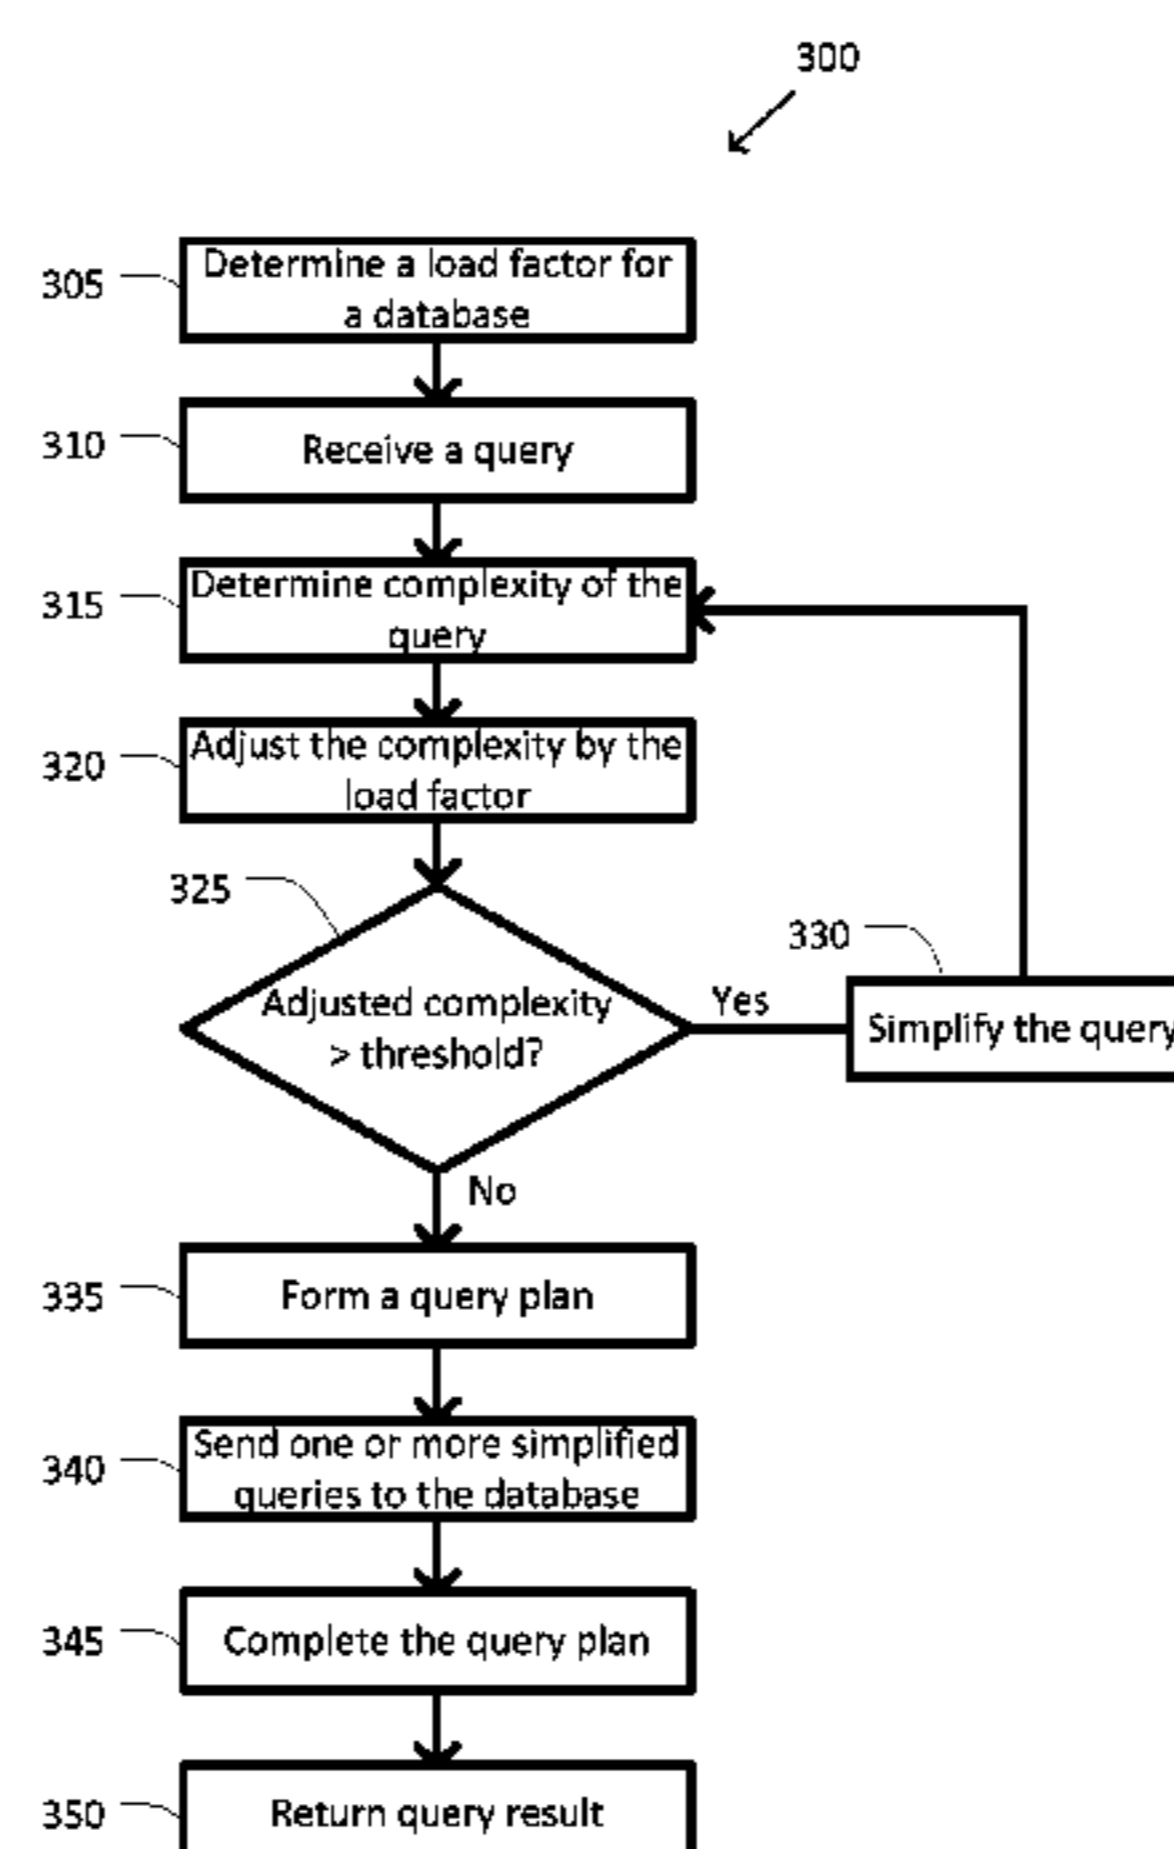 300
305
Determine a load factor for
a database
310
Receive a query
315
Determine complexity of the
query
320
Adjust the complexity by the
load factor
325
Adjusted complexity
> threshold?
Yes
330
Simplify the query
No
335
Form a query plan
340
Send one or more simplified
queries to the database
345
Complete the query plan
350
Return query result